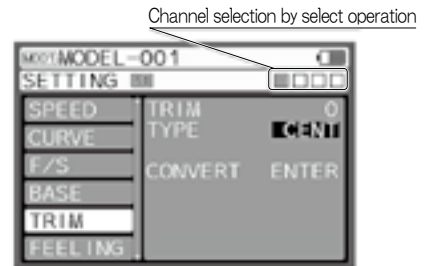 Channel selection by select operation
MODEL-001
SETTING
SPEED
CURVE
F/S
BASE
TRIM
FEELING
TRIM 0
TYPE CENT
CONVERT ENTER